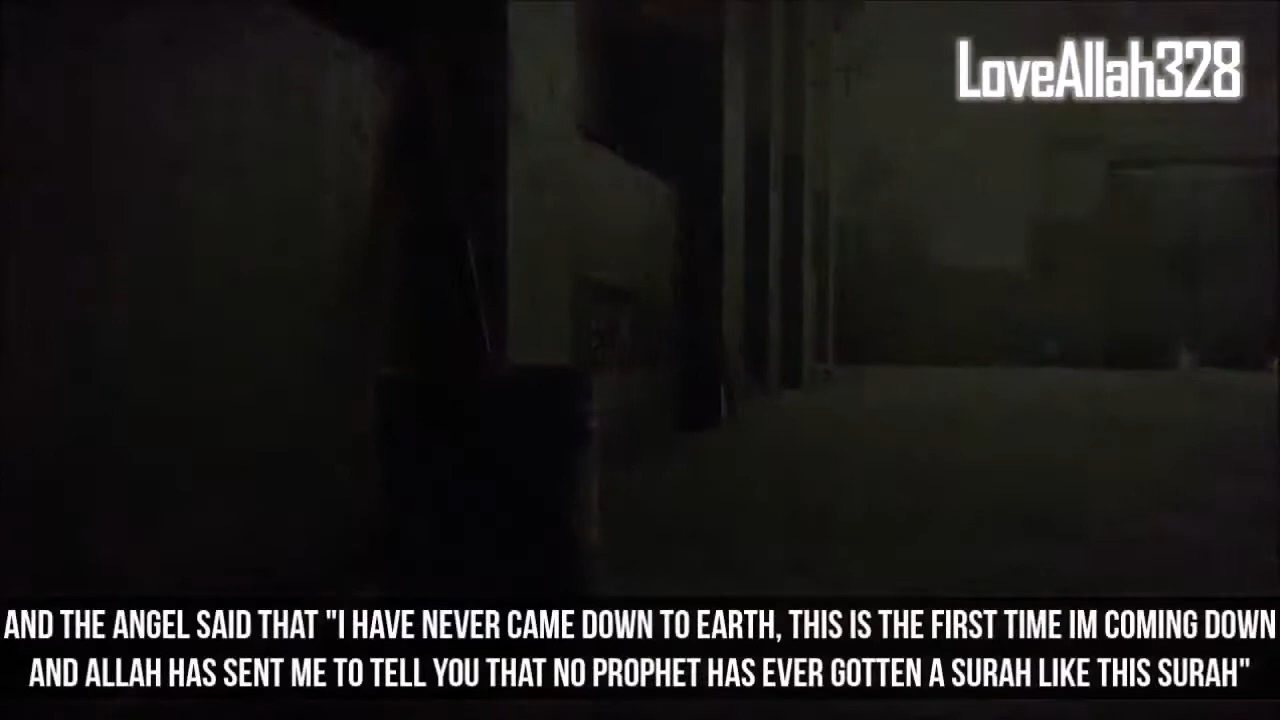 LoveAllah328
AND THE ANGEL SAID THAT "I HAVE NEVER CAME DOWN TO EARTH, THIS IS THE FIRST TIME IM COMING DOWN
AND ALLAH HAS SENT ME TO TELL YOU THAT NO PROPHET HAS EVER GOTTEN A SURAH LIKE THIS SURAH"